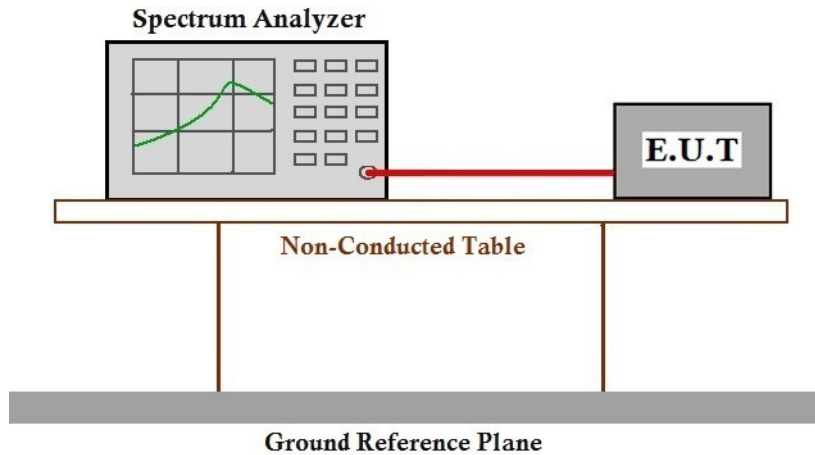 Spectrum Analyzer
E.U.T
Non-Conducted Table
Ground Reference Plane